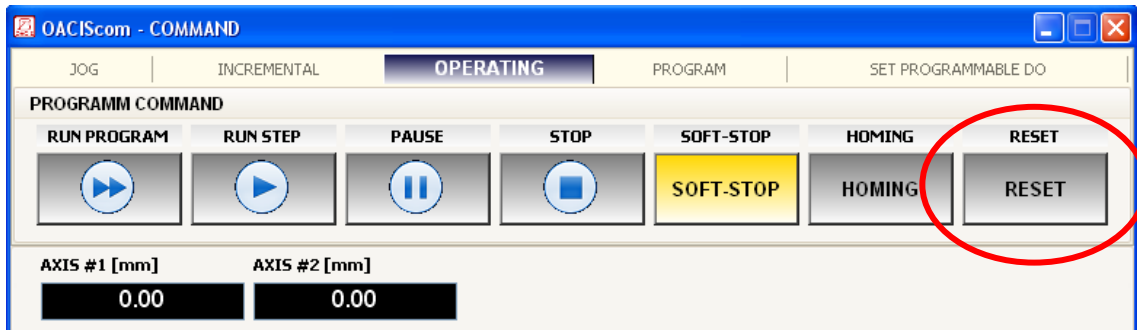 OACIScom - COMMAND
JOG INCREMENTAL OPERATING PROGRAM SET PROGRAMMABLE DO
PROGRAMM COMMAND
RUN PROGRAM RUN STEP PAUSE STOP SOFT-STOP HOMING RESET
SOFT-STOP HOMING RESET
AXIS #1 [mm] AXIS #2 [mm]
0.00 0.00